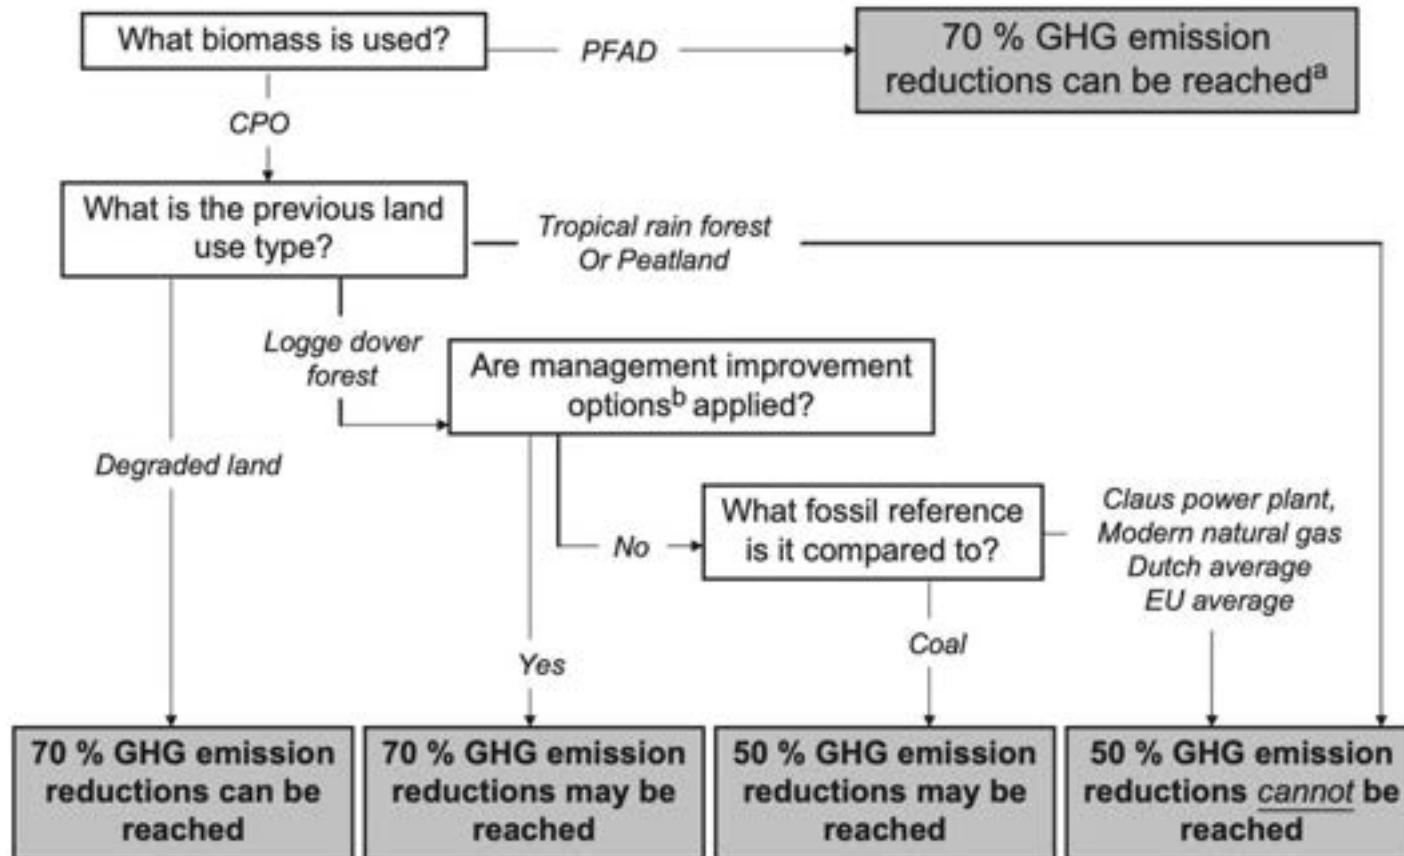 What biomass is used?
PFAD
70 % GHG emission
reductions can be reachedᵃ
CPO
What is the previous land
use type?
Tropical rain forest
Or Peatland
Logge dover
forest
Are management improvement
optionsᵇ applied?
Degraded land
What fossil reference
is it compared to?
Claus power plant,
Modern natural gas
Dutch average
EU average
No
Coal
Yes
70 % GHG emission
reductions can be
reached
70 % GHG emission
reductions may be
reached
50 % GHG emission
reductions may be
reached
50 % GHG emission
reductions cannot be
reached